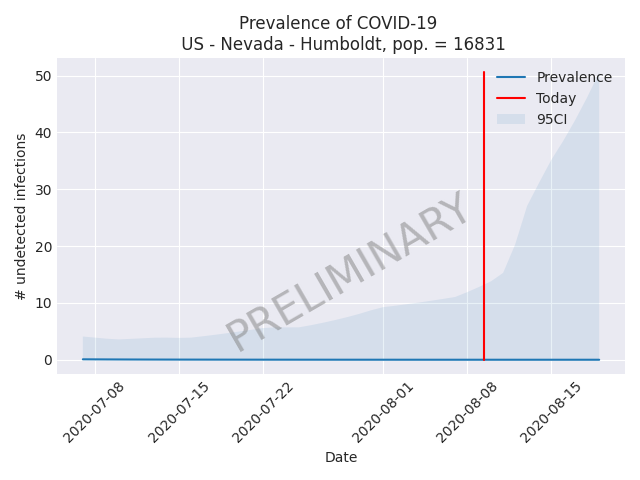 Prevalence of COVID-19
US - Nevada - Humboldt, pop. = 16831
# undetected infections
50
40
30
20
10
0
Prevalence
Today
95CI
PRELIMINARY
2020-07-08
2020-07-15
2020-07-22
2020-08-01
2020-08-08
2020-08-15
Date